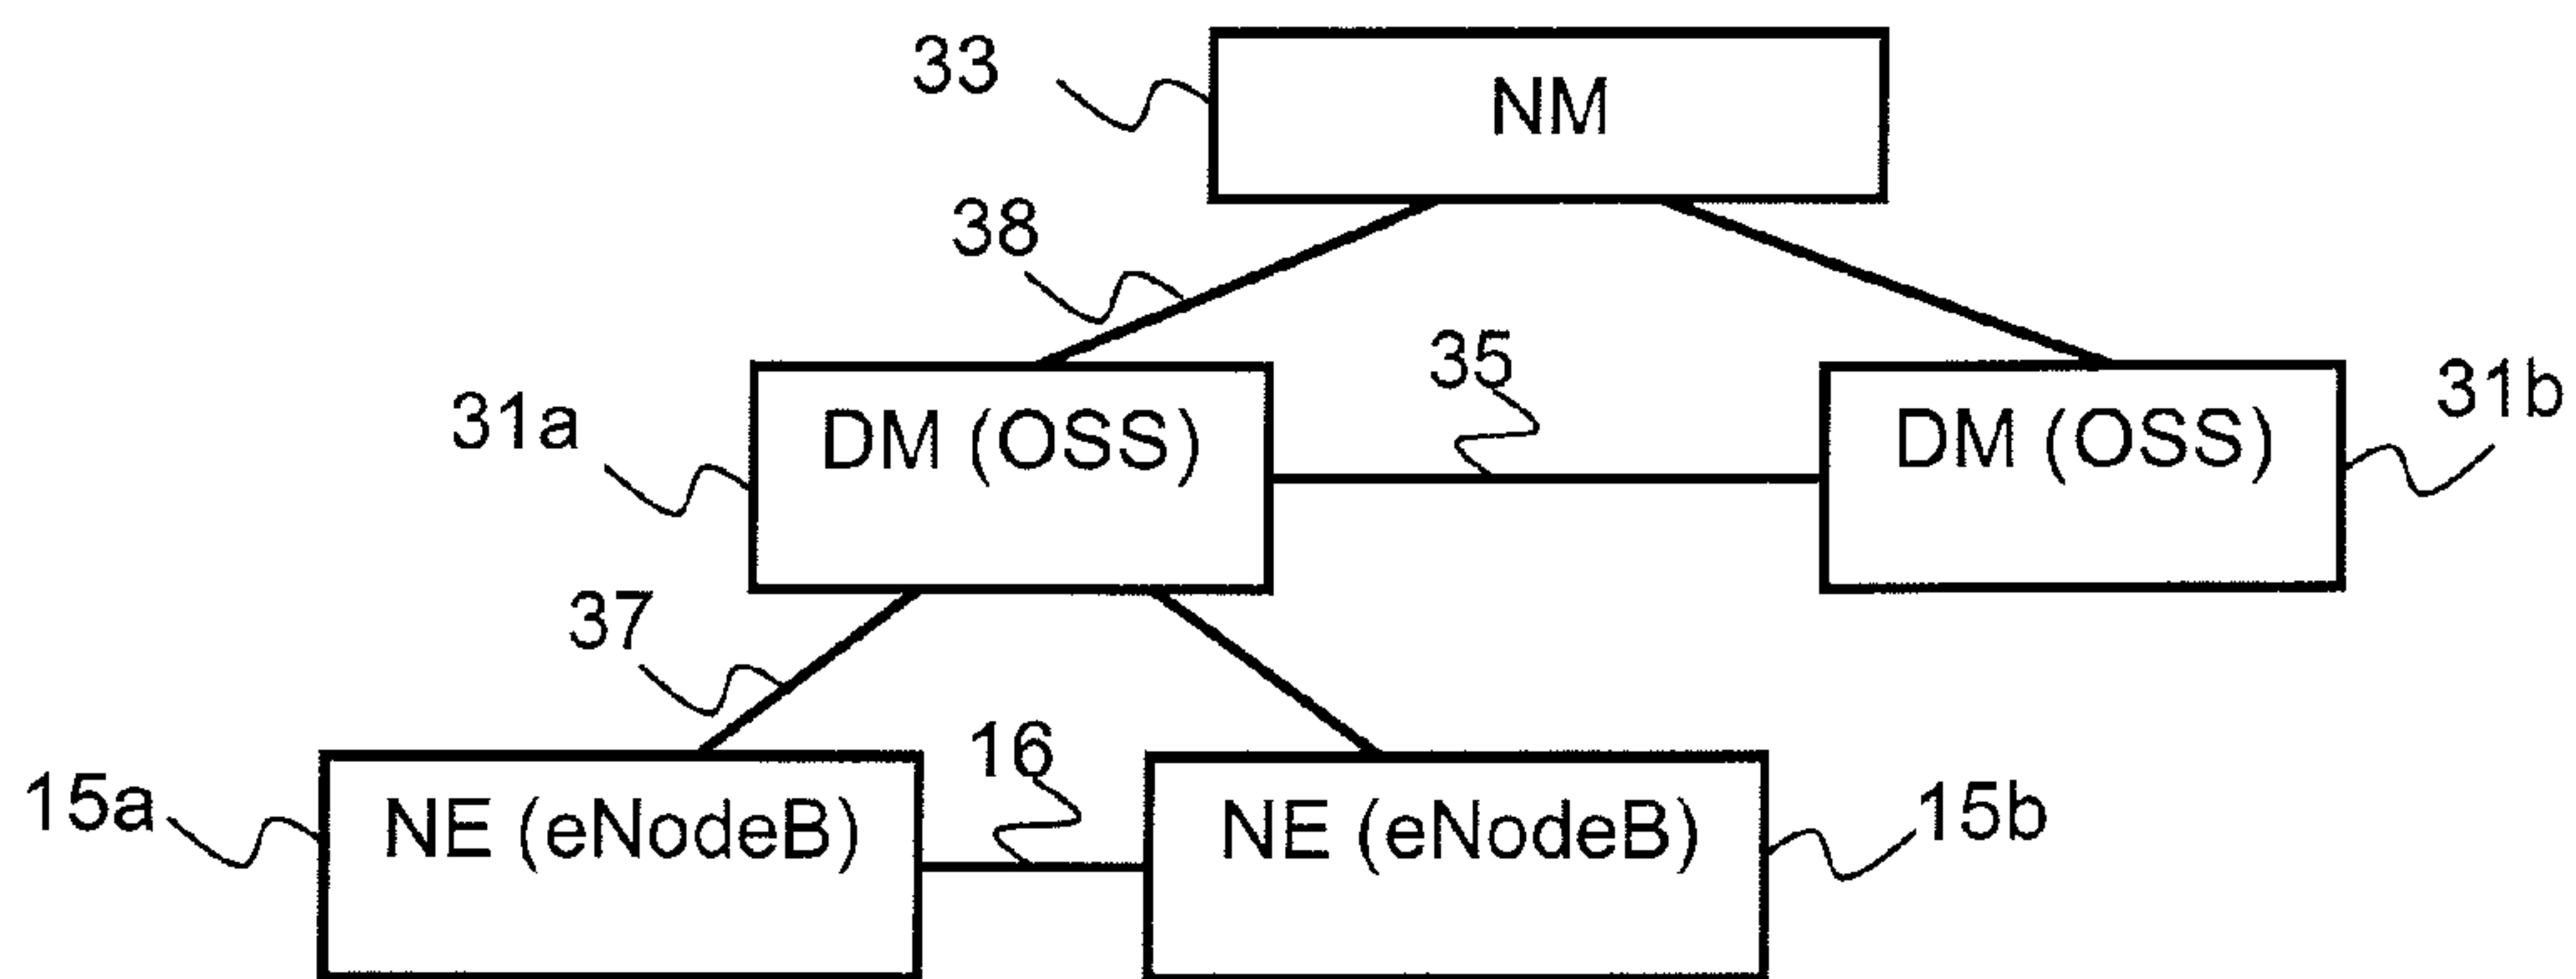 33
NM
38
35
31a
DM (OSS)
DM (OSS)
31b
37
16
15a
NE (eNodeB)
NE (eNodeB)
15b